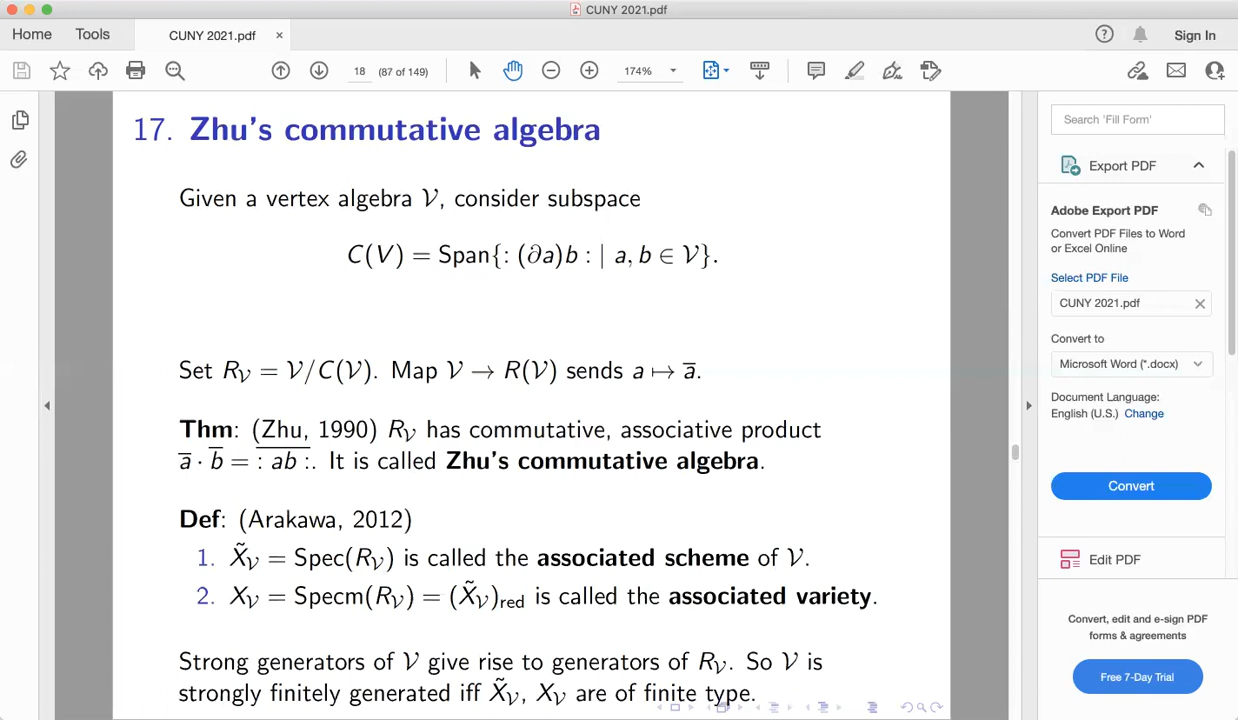 CUNY 2021.pdf
Home Tools CUNY 2021.pdf × Sign In
18 (87 of 149) 174%
17. Zhu's commutative algebra
Given a vertex algebra 𝒱, consider subspace
C(V) = Span{: (∂a)b : | a, b ∈ 𝒱}.
Set R_𝒱 = 𝒱/C(𝒱). Map 𝒱 → R(𝒱) sends a ↦ a̅.
Thm: (Zhu, 1990) R_𝒱 has commutative, associative product
a̅ · b̅ = \overline{: ab :}. It is called Zhu's commutative algebra.
Def: (Arakawa, 2012)
1. X̃_𝒱 = Spec(R_𝒱) is called the associated scheme of 𝒱.
2. X_𝒱 = Specm(R_𝒱) = (X̃_𝒱)_red is called the associated variety.
Strong generators of 𝒱 give rise to generators of R_𝒱. So 𝒱 is
strongly finitely generated iff X̃_𝒱, X_𝒱 are of finite type.
Search 'Fill Form'
Export PDF
Adobe Export PDF
Convert PDF Files to Word
or Excel Online
Select PDF File
CUNY 2021.pdf ×
Convert to
Microsoft Word (*.docx)
Document Language:
English (U.S.) Change
Convert
Edit PDF
Convert, edit and e-sign PDF
forms & agreements
Free 7-Day Trial